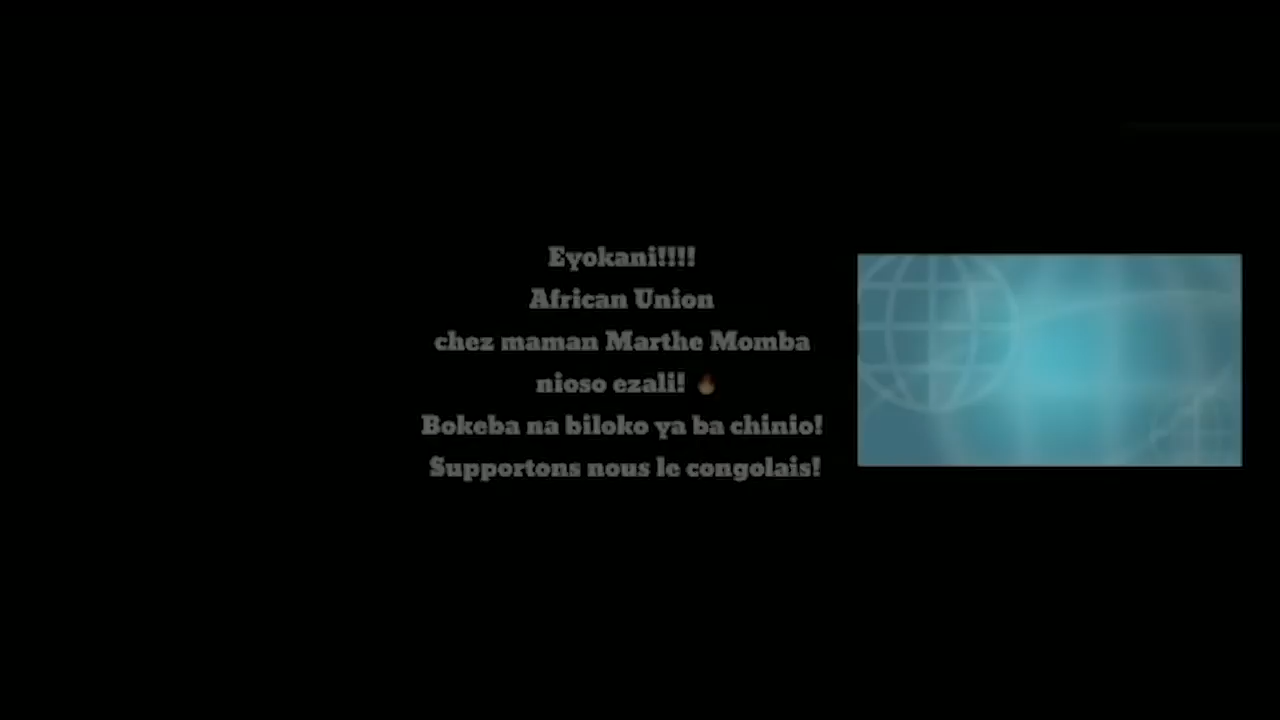 Eyokani!!!!
African Union
chez maman Marthe Momba
nioso ezali! 🔥
Bokeba na biloko ya ba chinio!
Supportons nous le congolais!